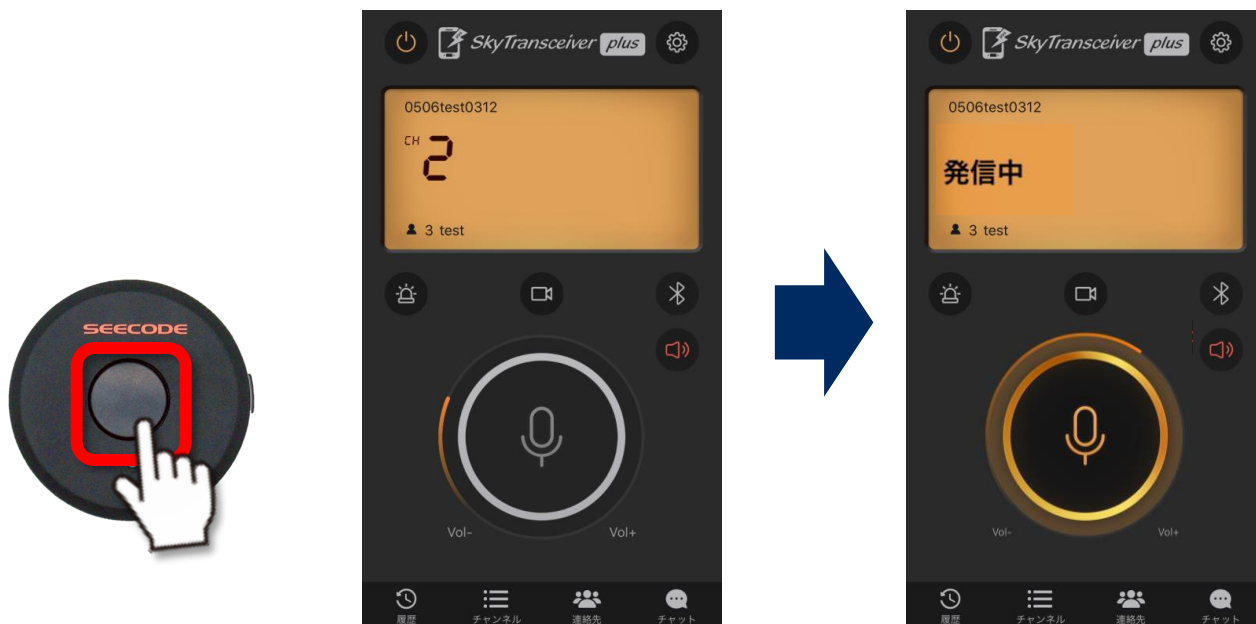 SEECODE
SkyTransceiver plus
0506test0312
CH 2
3 test
Vol- Vol+
履歴 チャンネル 連絡先 チャット
SkyTransceiver plus
0506test0312
発信中
3 test
Vol- Vol+
履歴 チャンネル 連絡先 チャット